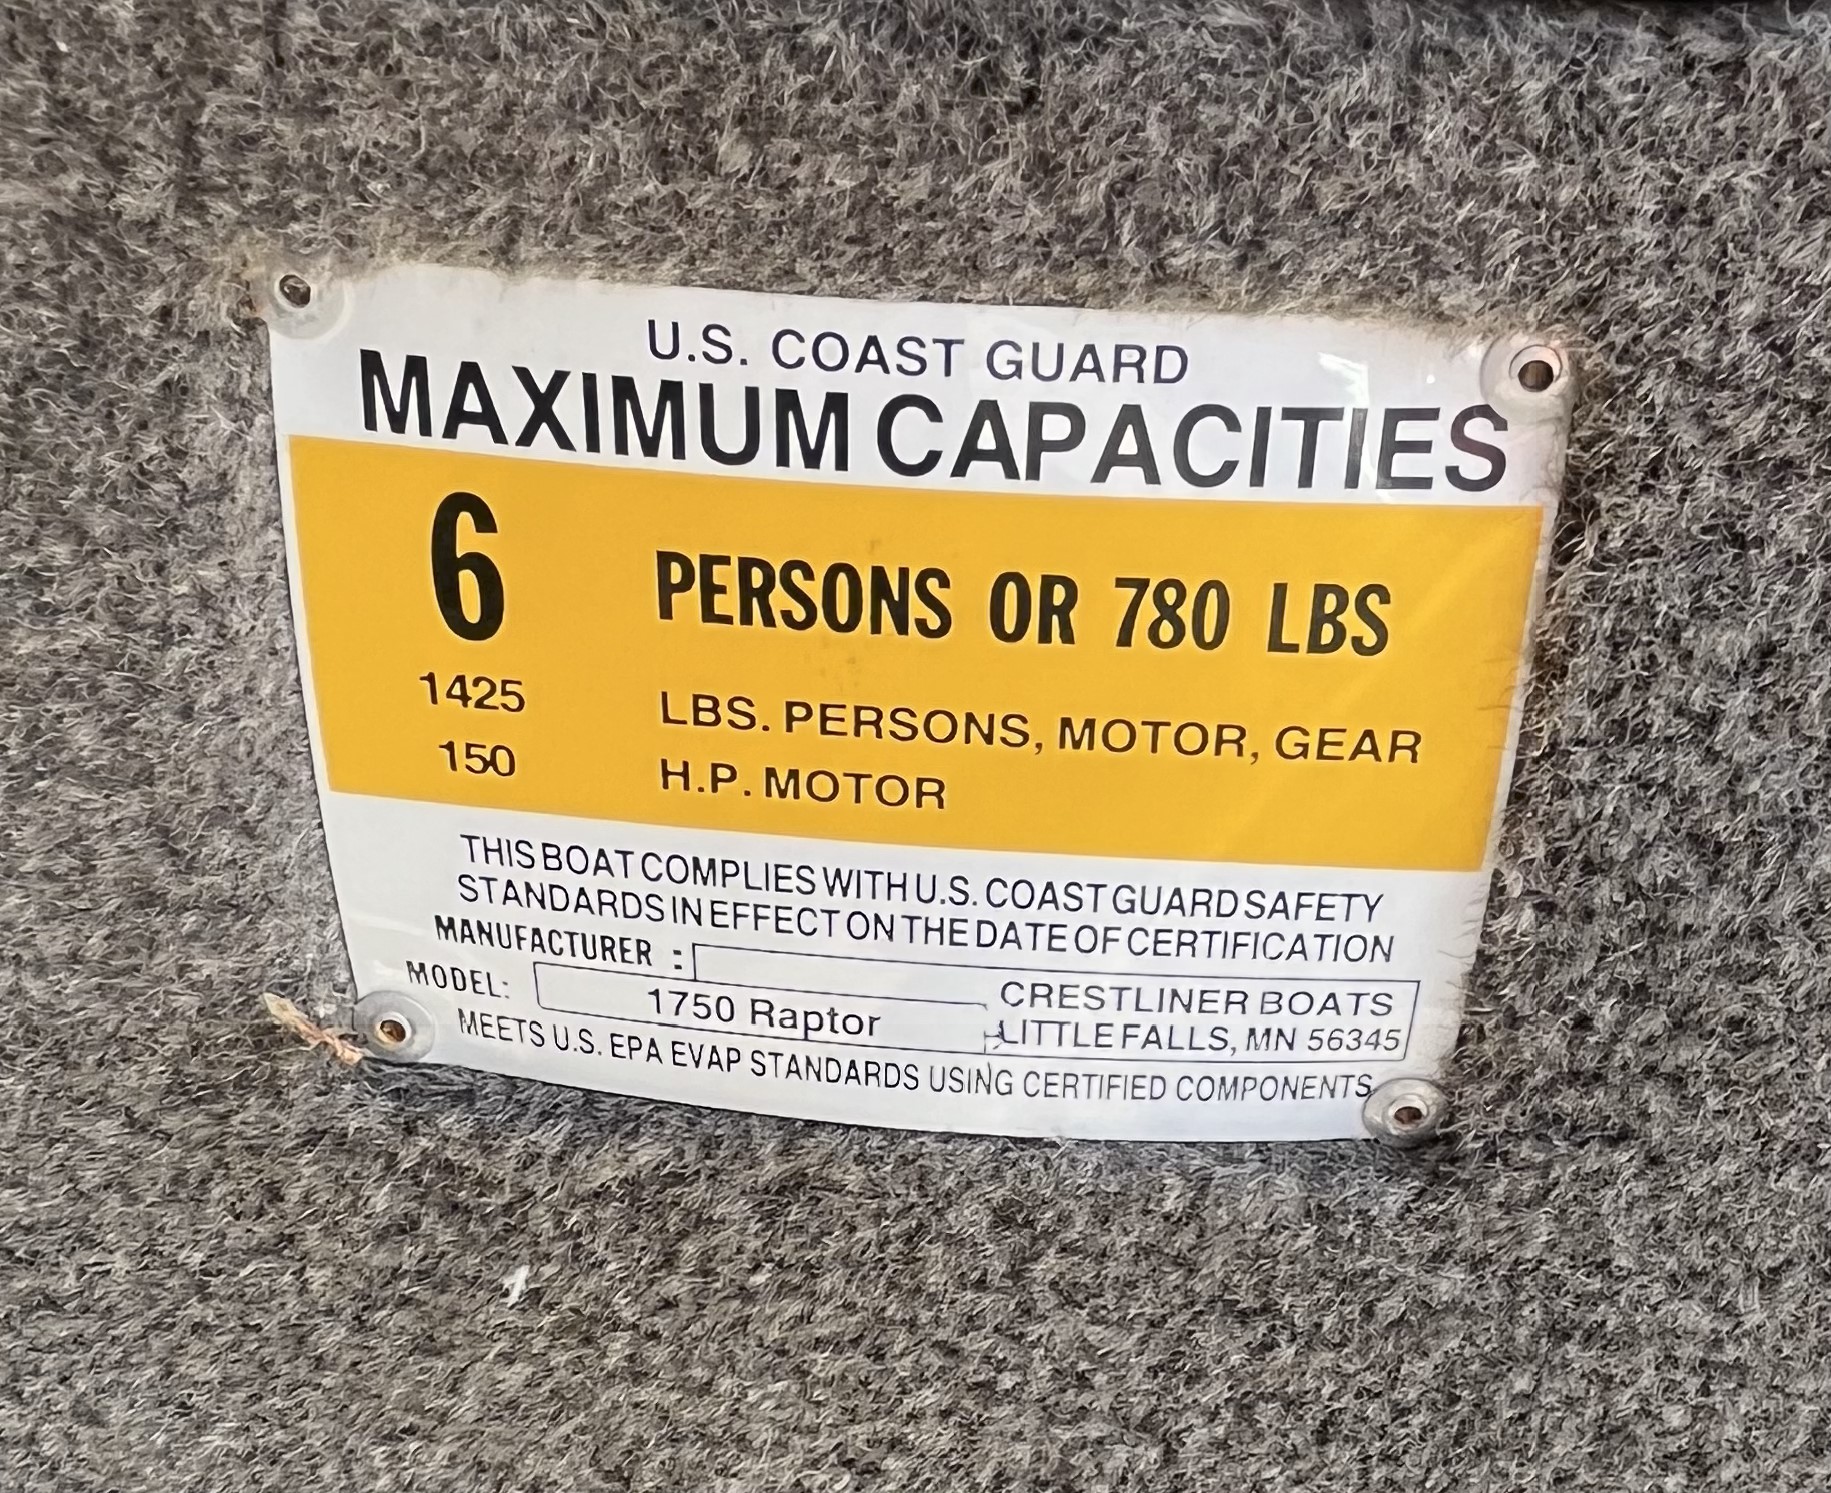 U.S. COAST GUARD
MAXIMUM CAPACITIES
6 PERSONS OR 780 LBS
1425 LBS. PERSONS, MOTOR, GEAR
150 H.P. MOTOR
THIS BOAT COMPLIES WITH U.S. COAST GUARD SAFETY
STANDARDS IN EFFECT ON THE DATE OF CERTIFICATION
MANUFACTURER : CRESTLINER BOATS
LITTLE FALLS, MN 56345
MODEL: 1750 Raptor
MEETS U.S. EPA EVAP STANDARDS USING CERTIFIED COMPONENTS